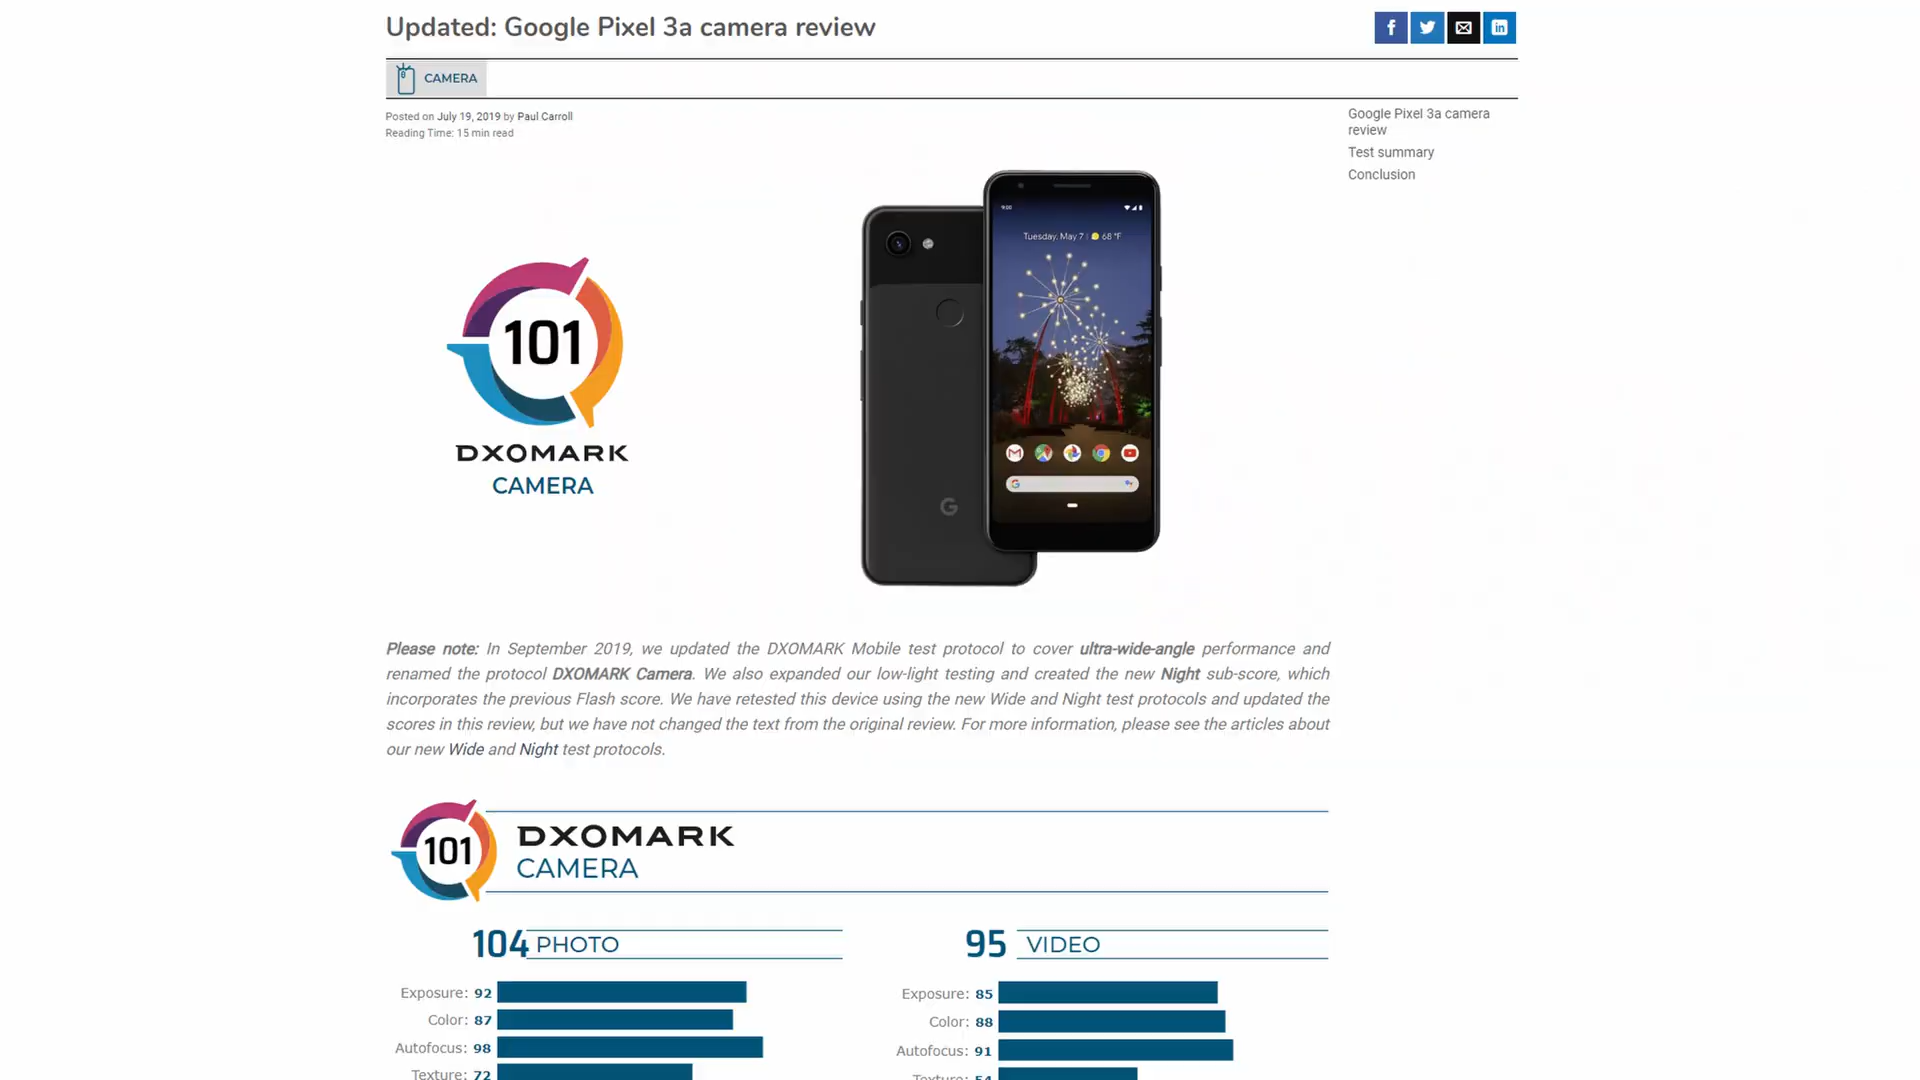 Updated: Google Pixel 3a camera review
CAMERA
Posted on July 19, 2019 by Paul Carroll
Reading Time: 15 min read
Google Pixel 3a camera
review
Test summary
Conclusion
9:00
Tuesday, May 7 | 68 °F
101
DXOMARK
CAMERA
G
Please note: In September 2019, we updated the DXOMARK Mobile test protocol to cover ultra-wide-angle performance and
renamed the protocol DXOMARK Camera. We also expanded our low-light testing and created the new Night sub-score, which
incorporates the previous Flash score. We have retested this device using the new Wide and Night test protocols and updated the
scores in this review, but we have not changed the text from the original review. For more information, please see the articles about
our new Wide and Night test protocols.
101
DXOMARK
CAMERA
104 PHOTO
Exposure: 92
Color: 87
Autofocus: 98
Texture: 72
95 VIDEO
Exposure: 85
Color: 88
Autofocus: 91
Texture: 54